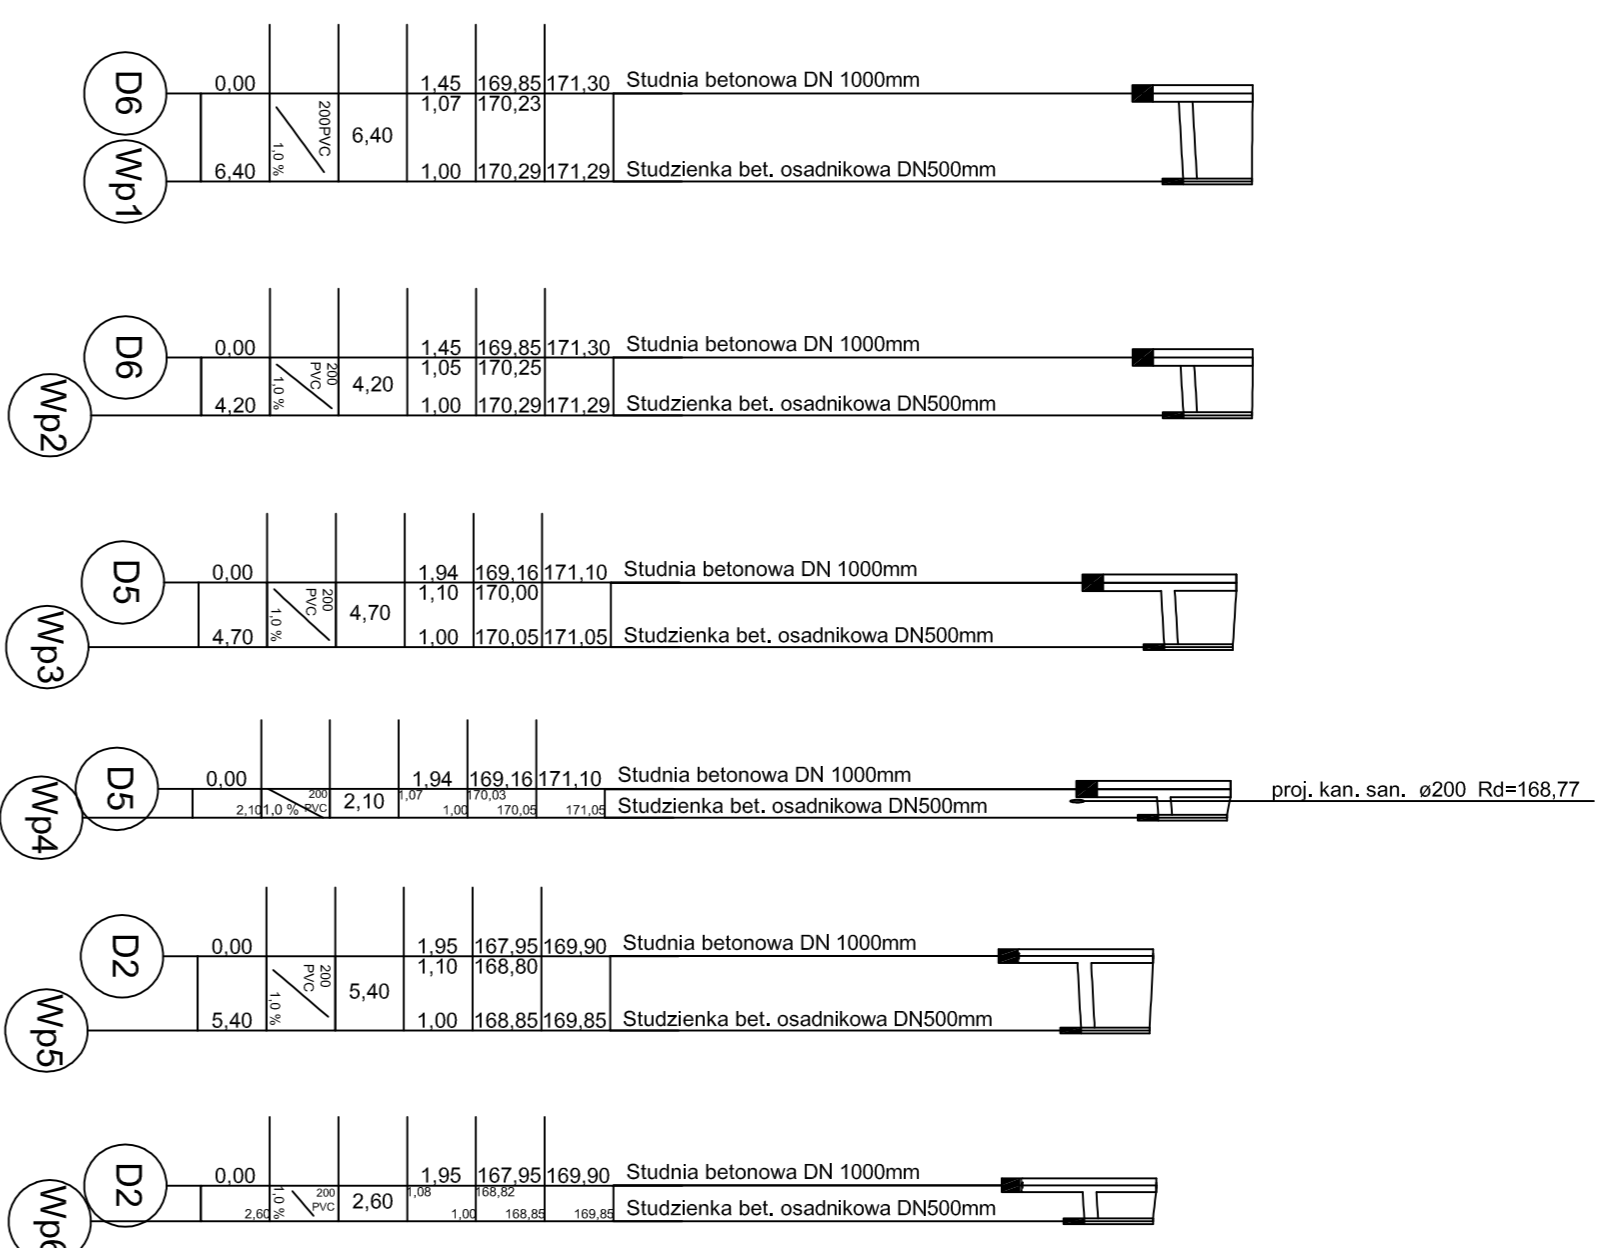 D6 0,00 1,45 169,85 171,30 Studnia betonowa DN 1000mm
1,07 170,23
200PVC 1,0 % 6,40
Wp1 6,40 1,00 170,29 171,29 Studzienka bet. osadnikowa DN500mm
D6 0,00 1,45 169,85 171,30 Studnia betonowa DN 1000mm
1,05 170,25
200 PVC 1,0 % 4,20
Wp2 4,20 1,00 170,29 171,29 Studzienka bet. osadnikowa DN500mm
D5 0,00 1,94 169,16 171,10 Studnia betonowa DN 1000mm
1,10 170,00
200 PVC 1,0 % 4,70
Wp3 4,70 1,00 170,05 171,05 Studzienka bet. osadnikowa DN500mm
D5 0,00 1,94 169,16 171,10 Studnia betonowa DN 1000mm
proj. kan. san. ø200 Rd=168,77
200 PVC 2,10 1,07 170,03
Wp4 2,10 1,0 % 1,00 170,05 171,05 Studzienka bet. osadnikowa DN500mm
D2 0,00 1,95 167,95 169,90 Studnia betonowa DN 1000mm
1,10 168,80
200 PVC 1,0 % 5,40
Wp5 5,40 1,00 168,85 169,85 Studzienka bet. osadnikowa DN500mm
D2 0,00 1,95 167,95 169,90 Studnia betonowa DN 1000mm
1,0 % 200 PVC 2,60 1,08 168,82
Wp6 2,60 1,00 168,85 169,85 Studzienka bet. osadnikowa DN500mm